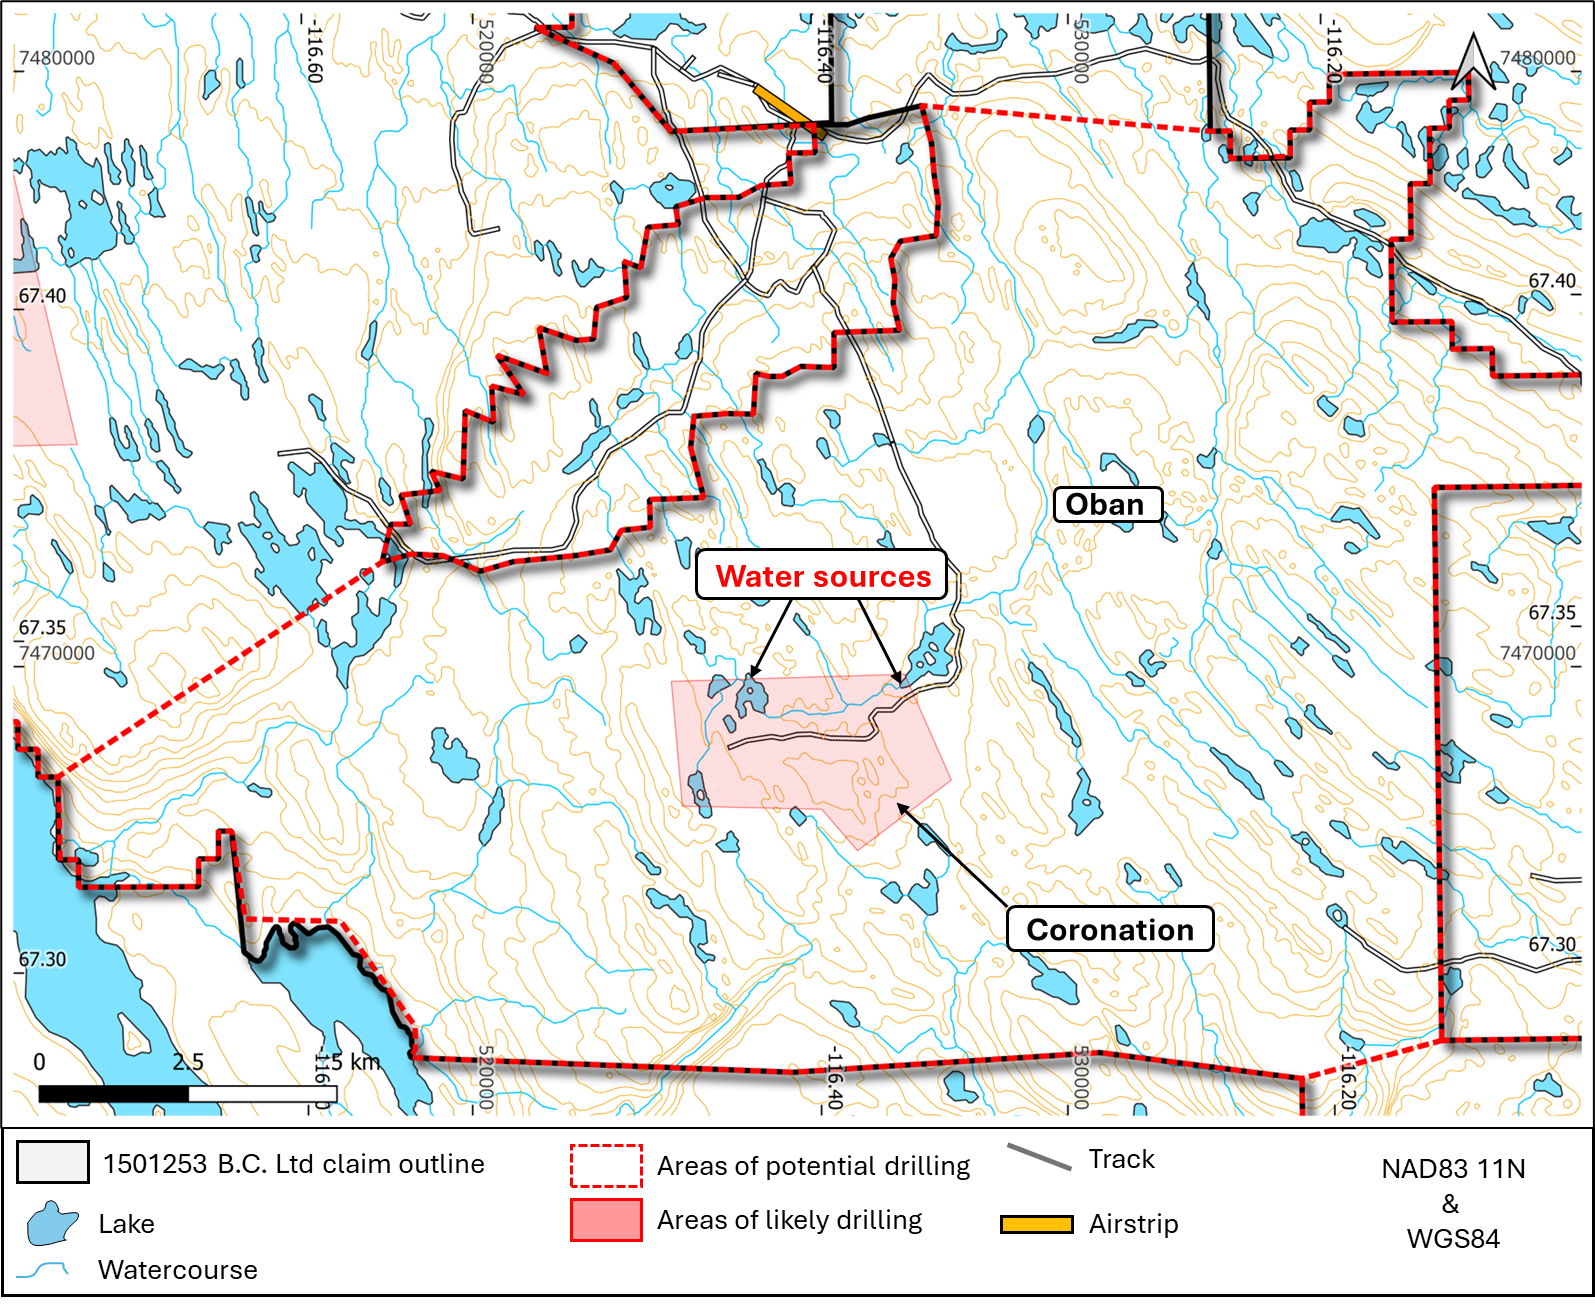 -116.60
520000
-116.40
530000
-116.20
7480000
7480000
67.40
67.40
Oban
Water sources
67.35
67.35
7470000
7470000
Coronation
67.30
67.30
0 2.5 5 km
520000
-116.40
530000
-116.20
1501253 B.C. Ltd claim outline
Areas of potential drilling
Track
NAD83 11N
&
WGS84
Lake
Areas of likely drilling
Airstrip
Watercourse